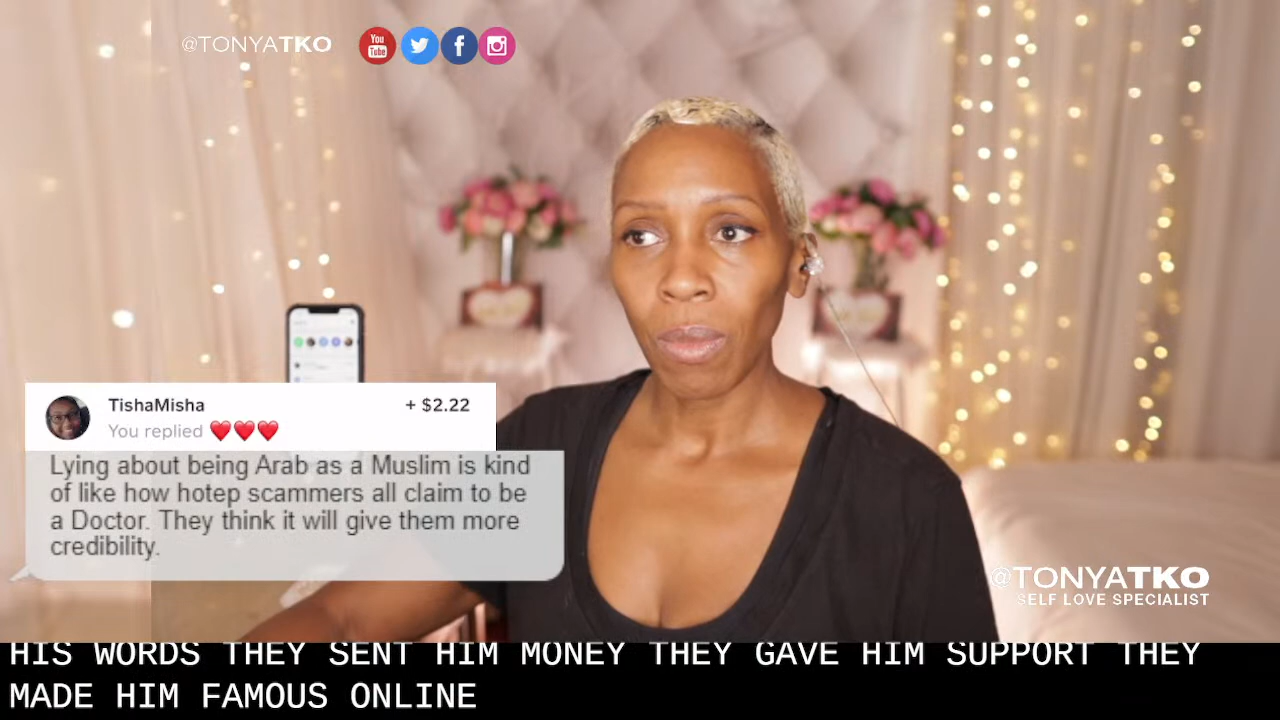 @TONYATKO
You
Tube
TishaMisha
+ $2.22
You replied ❤️❤️❤️
Lying about being Arab as a Muslim is kind
of like how hotep scammers all claim to be
a Doctor. They think it will give them more
credibility.
@TONYATKO
SELF LOVE SPECIALIST
HIS WORDS THEY SENT HIM MONEY THEY GAVE HIM SUPPORT THEY
MADE HIM FAMOUS ONLINE